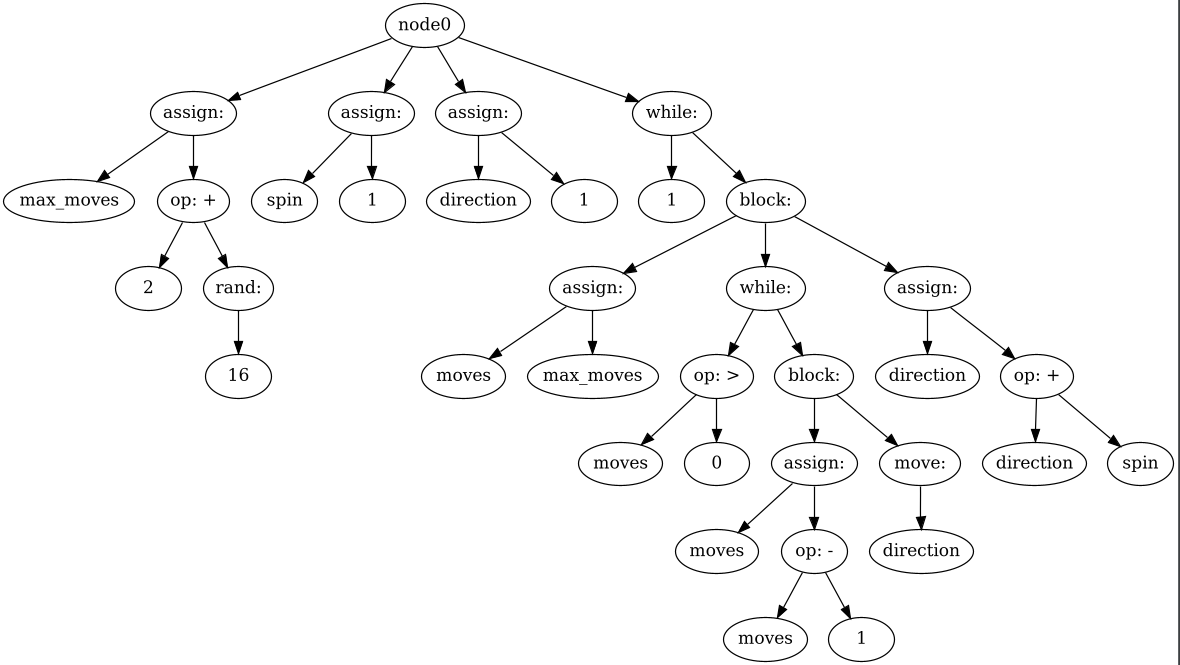 node0
assign: assign: assign: while:
max_moves op: + spin 1 direction 1 1 block:
2 rand: assign: while: assign:
16 moves max_moves op: > block: direction op: +
moves 0 assign: move: direction spin
moves op: - direction
moves 1